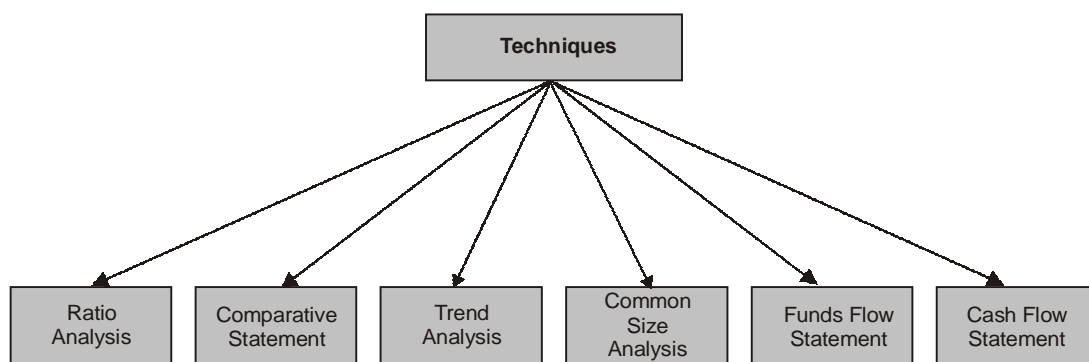 Techniques
Ratio
Analysis
Comparative
Statement
Trend
Analysis
Common
Size
Analysis
Funds Flow
Statement
Cash Flow
Statement